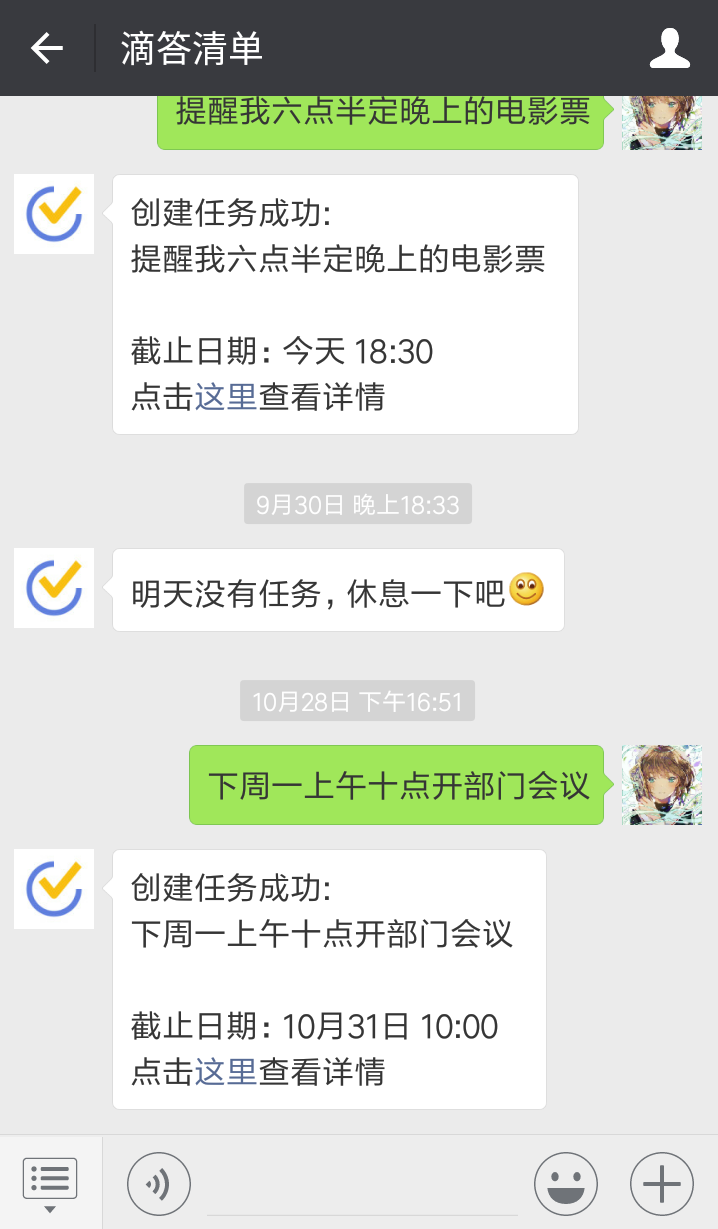 滴答清单
提醒我六点半定晚上的电影票
创建任务成功:
提醒我六点半定晚上的电影票
截止日期: 今天 18:30
点击这里查看详情
9月30日 晚上18:33
明天没有任务, 休息一下吧
10月28日 下午16:51
下周一上午十点开部门会议
创建任务成功:
下周一上午十点开部门会议
截止日期: 10月31日 10:00
点击这里查看详情